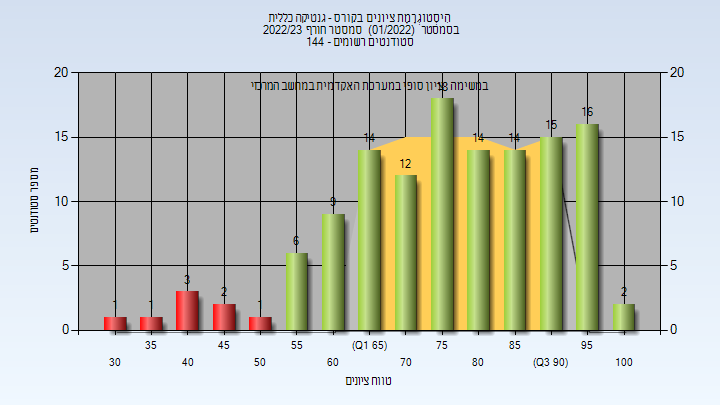 היסטוגרמת ציונים בקורס - גנטיקה כללית
בסמסטר (01/2022) סמסטר חורף 2022/23
סטודנטים רשומים - 144
במשימה ציון סופי במערכת האקדמית במחשב המרכזי
20 20
15 15
10 10
5 5
0 0
מספר סטודנטים
1 1 3 2 1 6 9 14 12 18 14 14 15 16 2
35 45 55 (Q1 65) 75 85 95
30 40 50 60 70 80 (Q3 90) 100
טווח ציונים